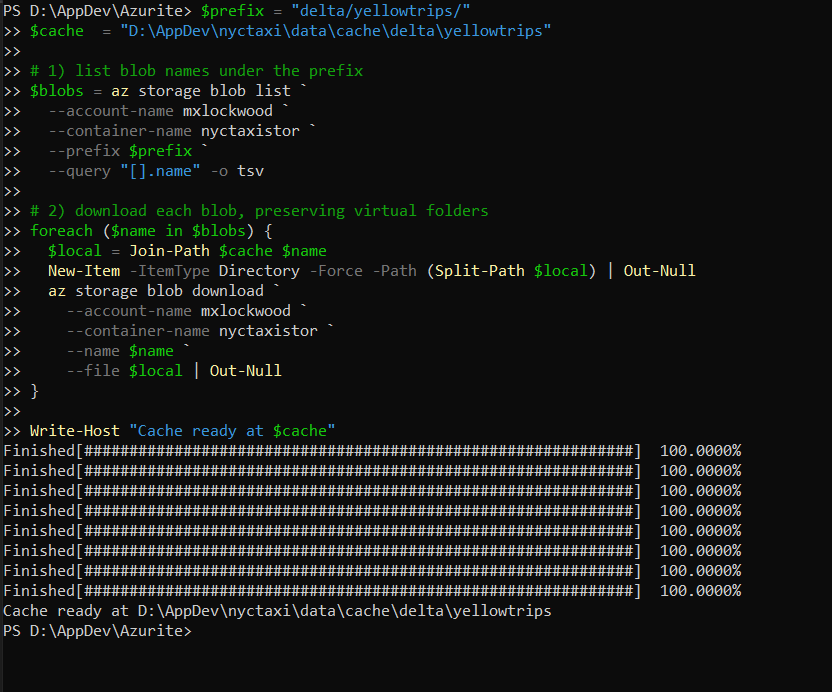 PS D:\AppDev\Azurite> $prefix = "delta/yellowtrips/"
>> $cache  = "D:\AppDev\nyctaxi\data\cache\delta\yellowtrips"
>>
>> # 1) list blob names under the prefix
>> $blobs = az storage blob list `
>>   --account-name mxlockwood `
>>   --container-name nyctaxistor `
>>   --prefix $prefix `
>>   --query "[].name" -o tsv
>>
>> # 2) download each blob, preserving virtual folders
>> foreach ($name in $blobs) {
>>   $local = Join-Path $cache $name
>>   New-Item -ItemType Directory -Force -Path (Split-Path $local) | Out-Null
>>   az storage blob download `
>>     --account-name mxlockwood `
>>     --container-name nyctaxistor `
>>     --name $name `
>>     --file $local | Out-Null
>> }
>>
>> Write-Host "Cache ready at $cache"
Finished[#############################################################]  100.0000%
Finished[#############################################################]  100.0000%
Finished[#############################################################]  100.0000%
Finished[#############################################################]  100.0000%
Finished[#############################################################]  100.0000%
Finished[#############################################################]  100.0000%
Finished[#############################################################]  100.0000%
Finished[#############################################################]  100.0000%
Cache ready at D:\AppDev\nyctaxi\data\cache\delta\yellowtrips
PS D:\AppDev\Azurite>